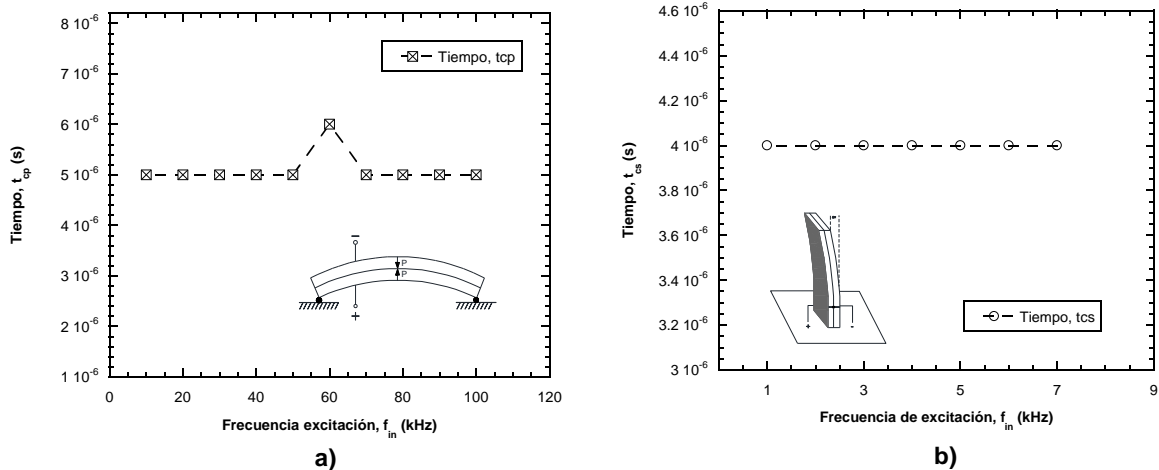 8 10⁻⁶
7 10⁻⁶
6 10⁻⁶
5 10⁻⁶
4 10⁻⁶
3 10⁻⁶
2 10⁻⁶
1 10⁻⁶
Tiempo, t_cp (s)
Tiempo, tcp
P
P
+
0 20 40 60 80 100 120
Frecuencia excitación, f_in (kHz)
a)
4.6 10⁻⁶
4.4 10⁻⁶
4.2 10⁻⁶
4 10⁻⁶
3.8 10⁻⁶
3.6 10⁻⁶
3.4 10⁻⁶
3.2 10⁻⁶
3 10⁻⁶
Tiempo, t_cs (s)
+ -
Tiempo, tcs
1 3 5 7 9
Frecuencia de excitación, f_in (kHz)
b)